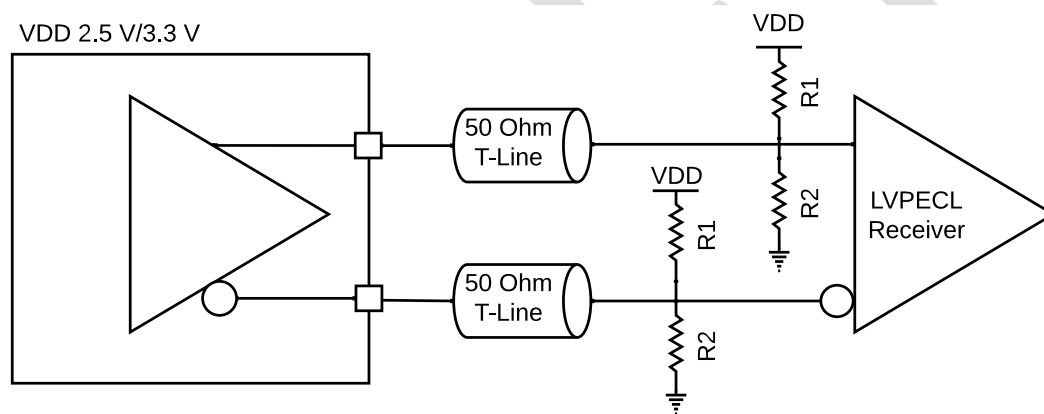 VDD 2.5 V/3.3 V
VDD
R1
50 Ohm
T-Line
VDD
R2
LVPECL
Receiver
R1
50 Ohm
T-Line
R2